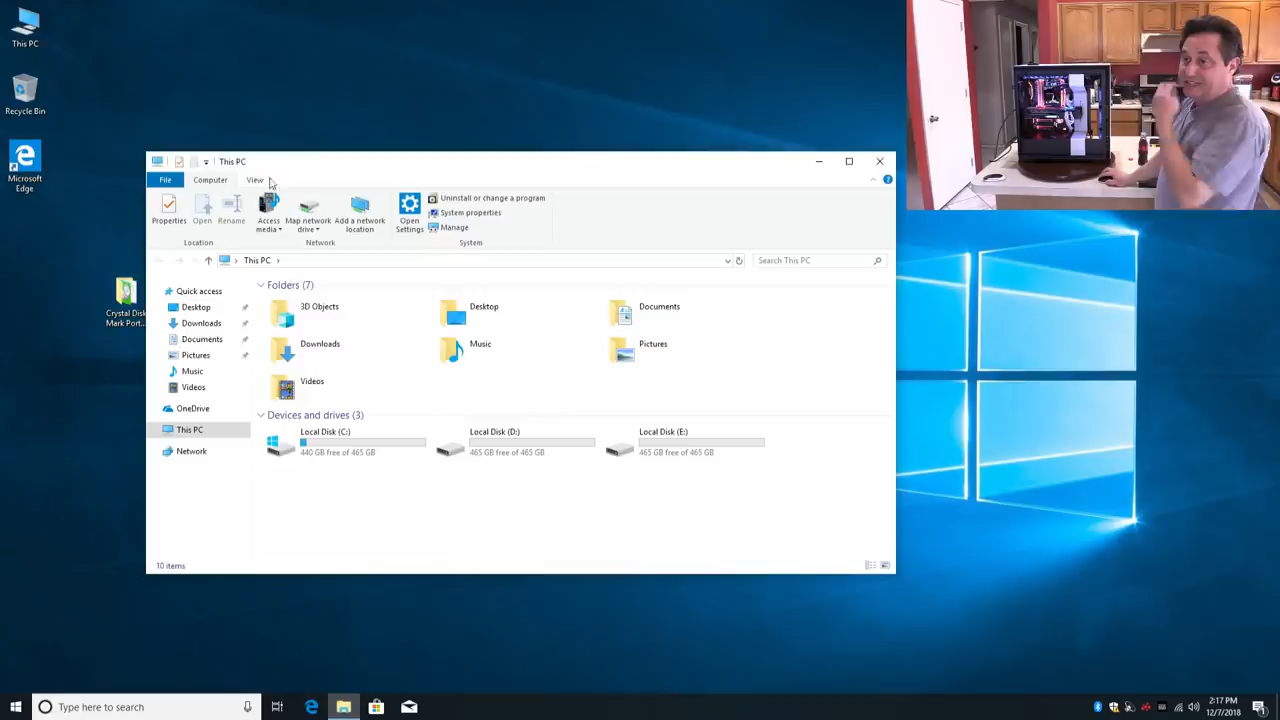 This PC
Recycle Bin
Microsoft
Edge
Crystal Disk
Mark Port...
This PC
File
Computer
View
Properties
Open
Rename
Access
media
Map network
drive
Add a network
location
Open
Settings
Uninstall or change a program
System properties
Manage
Location
Network
System
This PC
Search This PC
Quick access
Desktop
Downloads
Documents
Pictures
Music
Videos
OneDrive
This PC
Network
Folders (7)
3D Objects
Desktop
Documents
Downloads
Music
Pictures
Videos
Devices and drives (3)
Local Disk (C:)
440 GB free of 465 GB
Local Disk (D:)
465 GB free of 465 GB
Local Disk (E:)
465 GB free of 465 GB
10 items
Type here to search
2:17 PM
12/7/2018